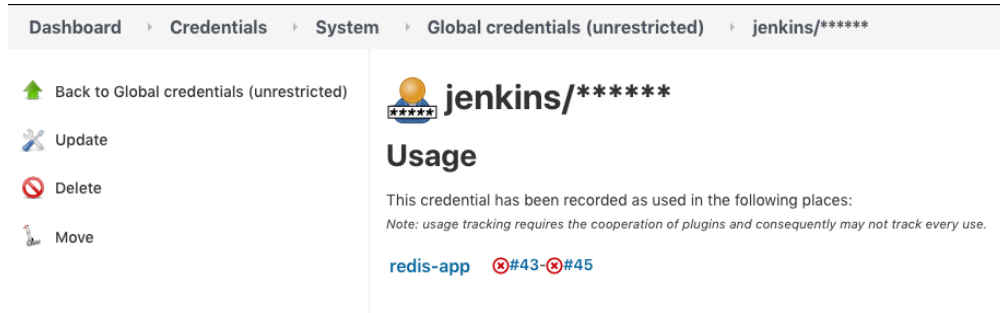 Dashboard › Credentials › System › Global credentials (unrestricted) › jenkins/******
Back to Global credentials (unrestricted)
Update
Delete
Move
***** jenkins/******
Usage
This credential has been recorded as used in the following places:
Note: usage tracking requires the cooperation of plugins and consequently may not track every use.
redis-app #43-#45